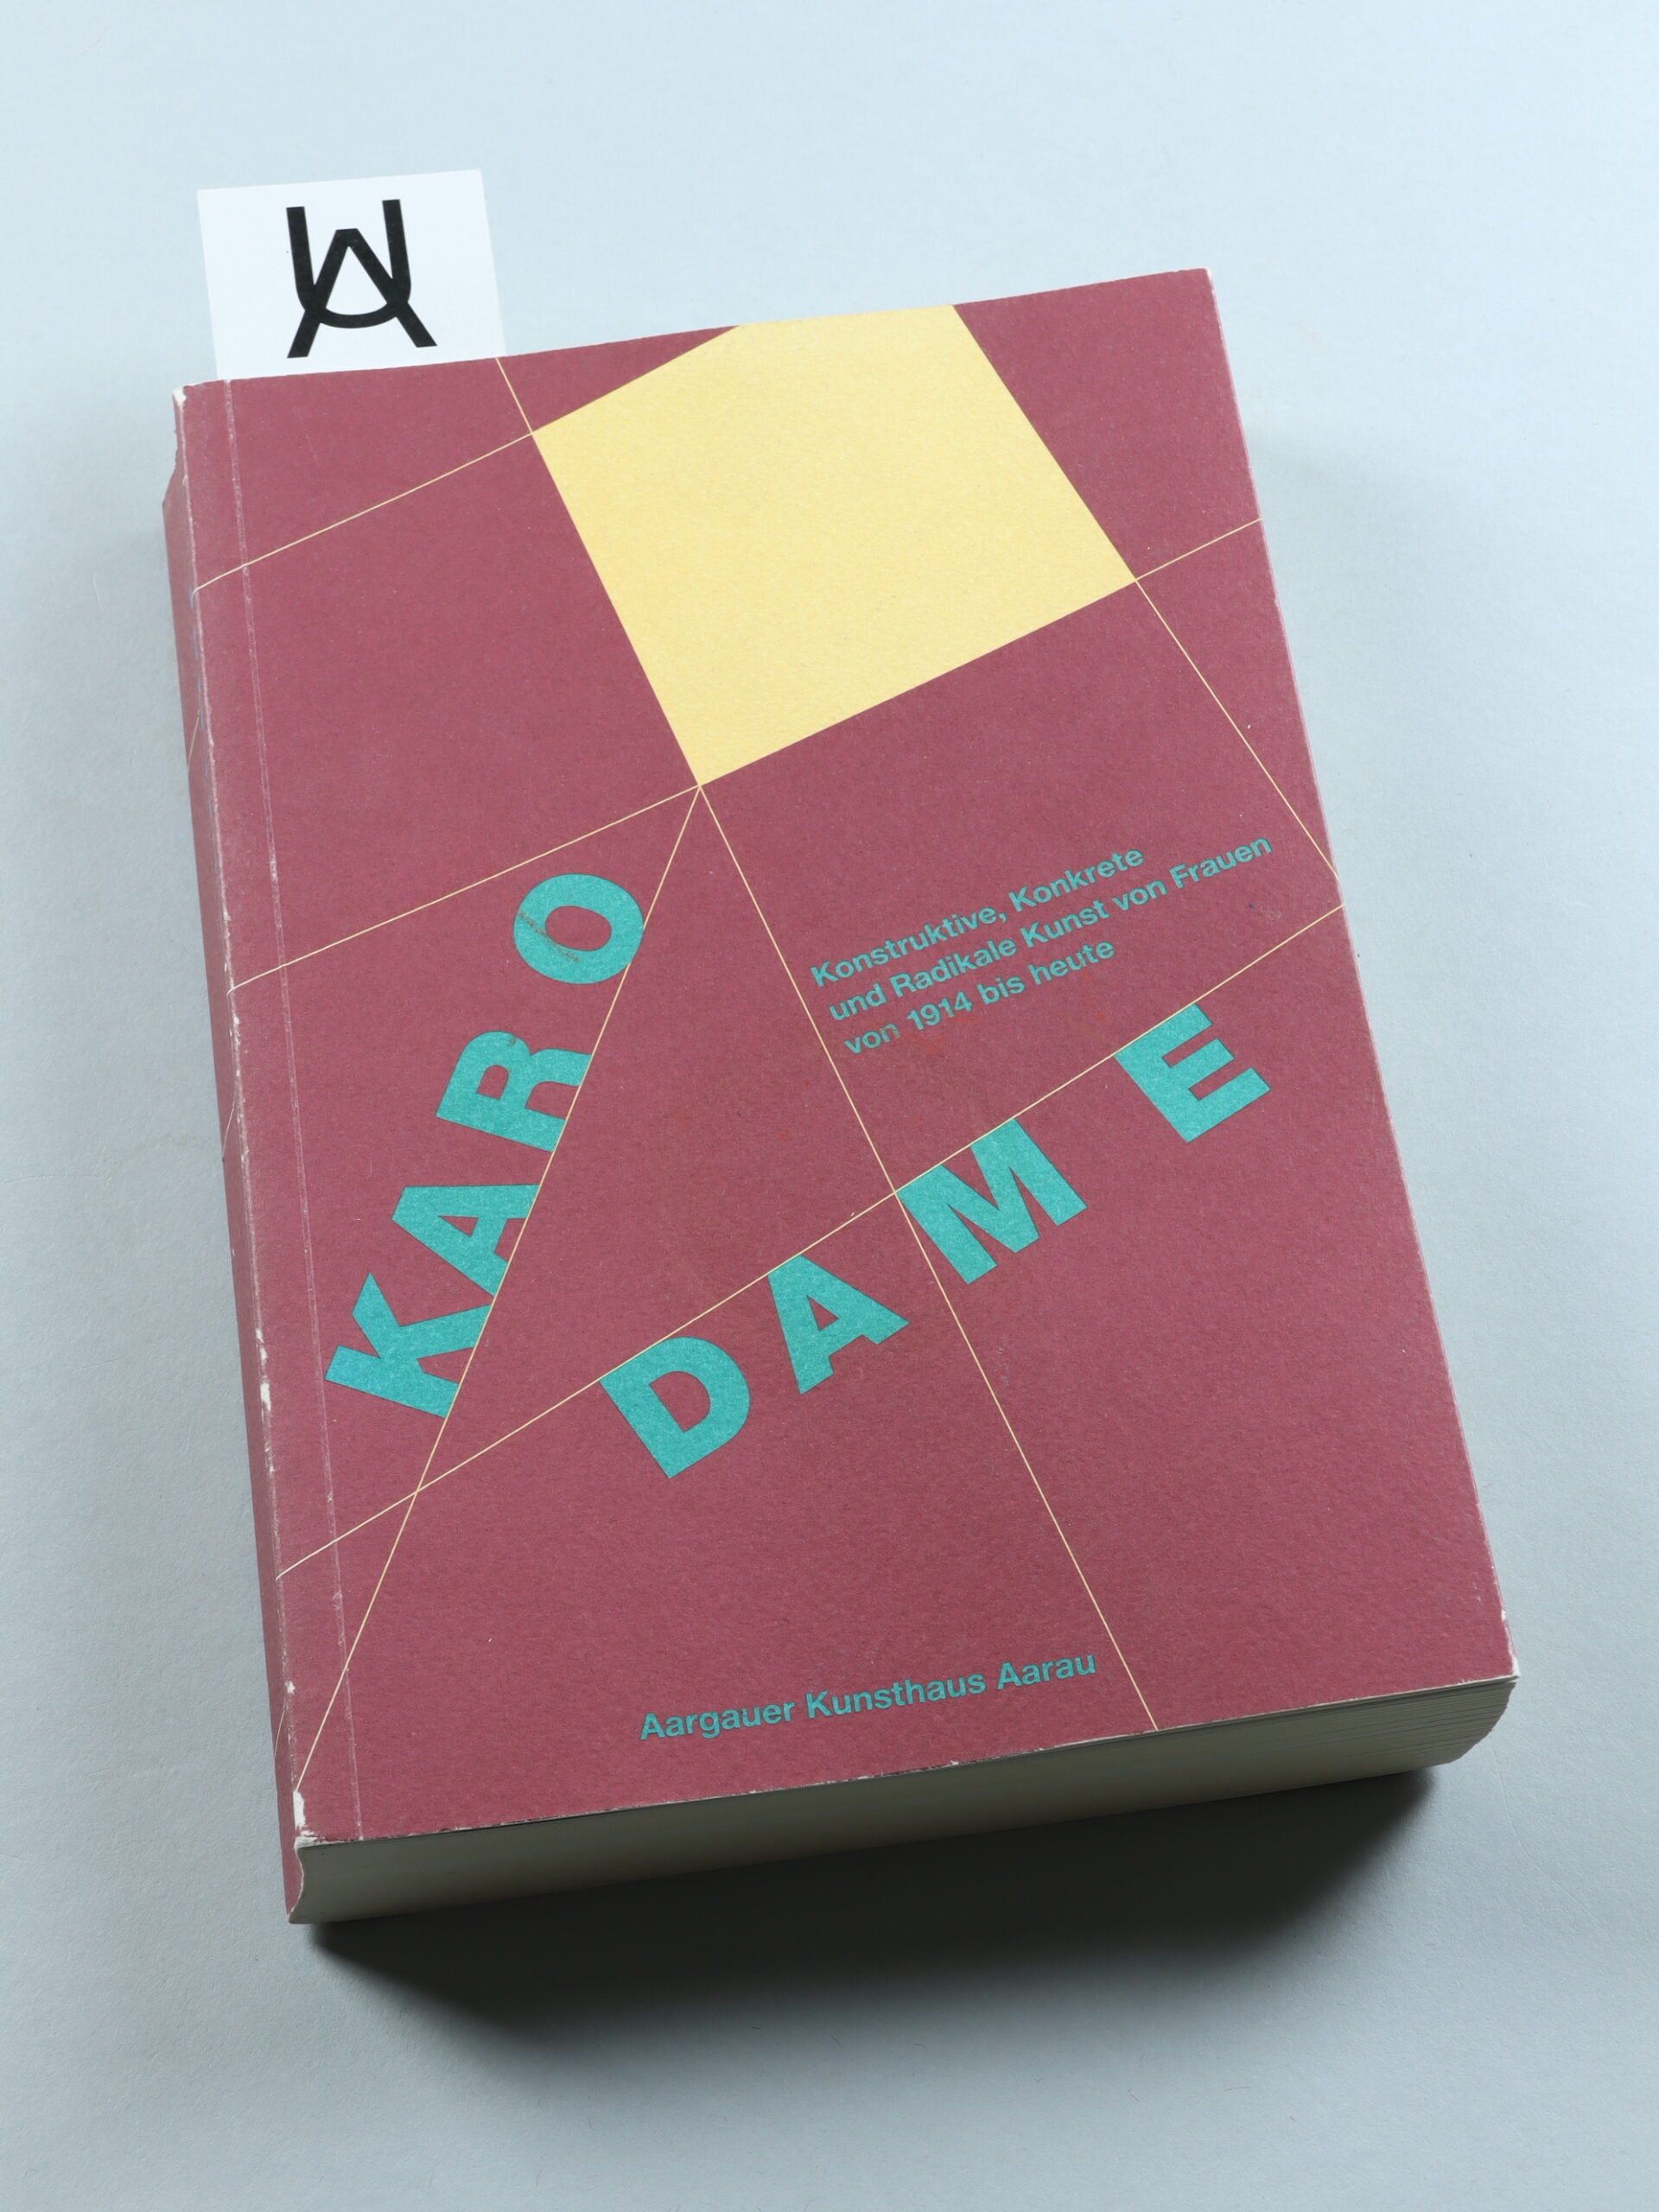 KARO
DAME
Konstruktive, Konkrete
und Radikale Kunst von Frauen
von 1914 bis heute
Aargauer Kunsthaus Aarau